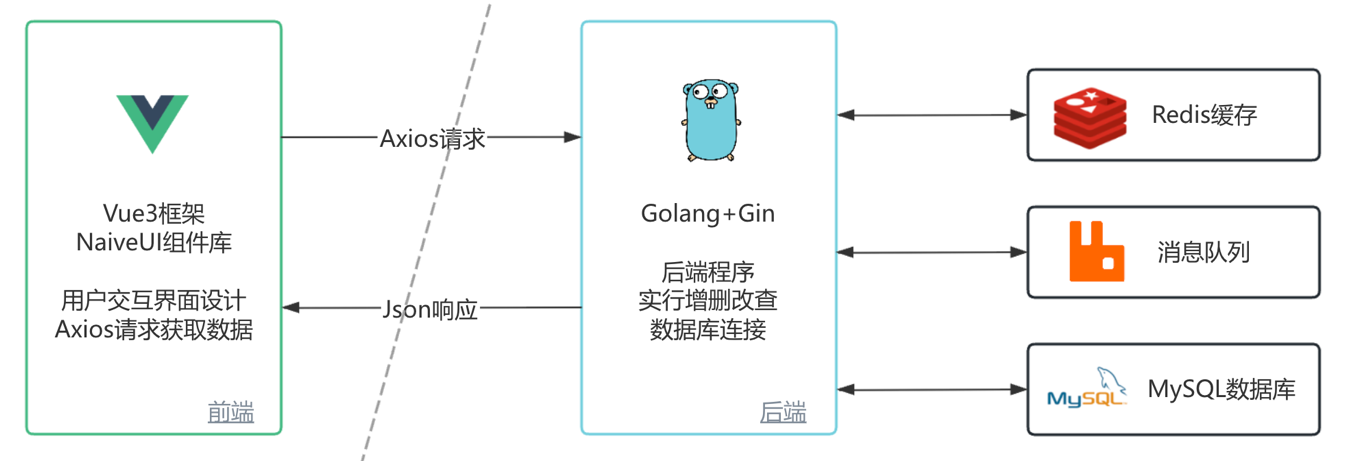 Vue3框架
NaiveUI组件库
用户交互界面设计
Axios请求获取数据
前端
Axios请求
Json响应
Golang+Gin
后端程序
实行增删改查
数据库连接
后端
Redis缓存
消息队列
MySQL
MySQL数据库